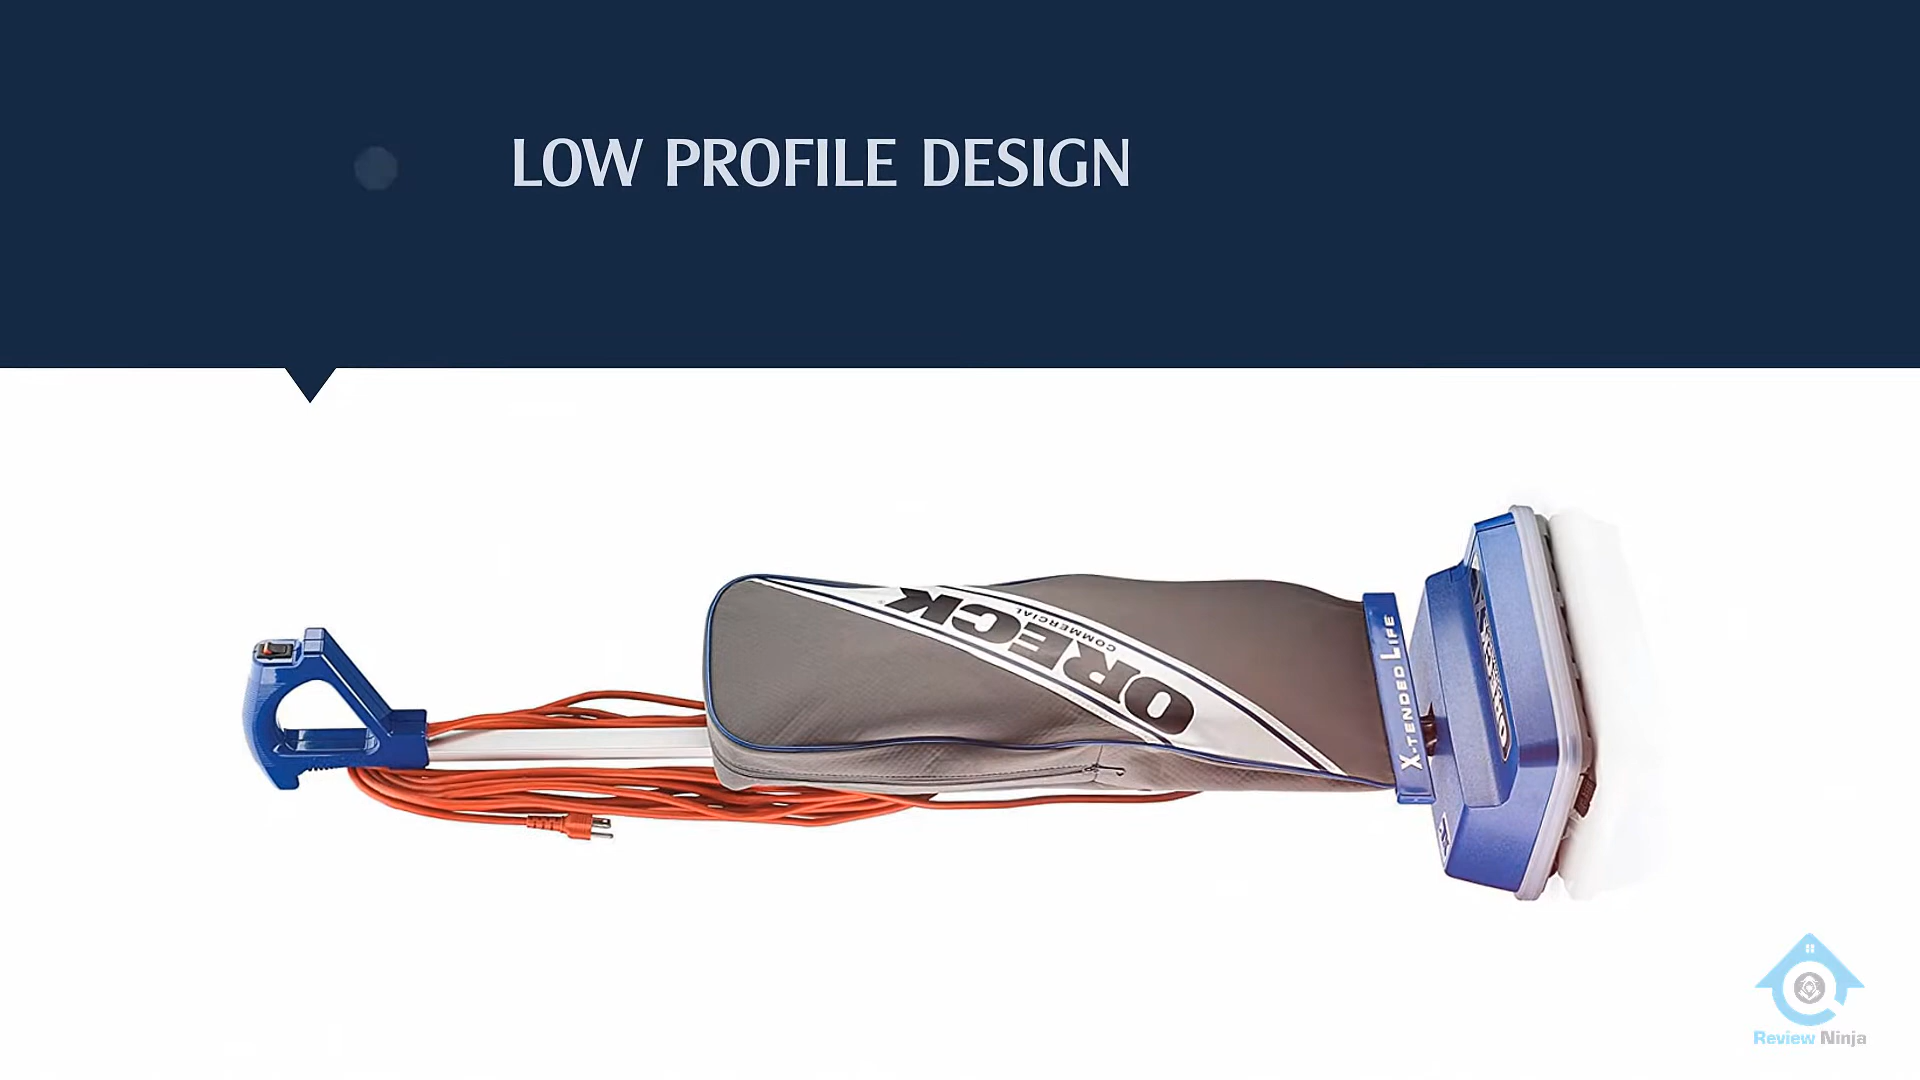 LOW PROFILE DESIGN
ORECK
COMMERCIAL
X-TENDED LIFE
Review Ninja